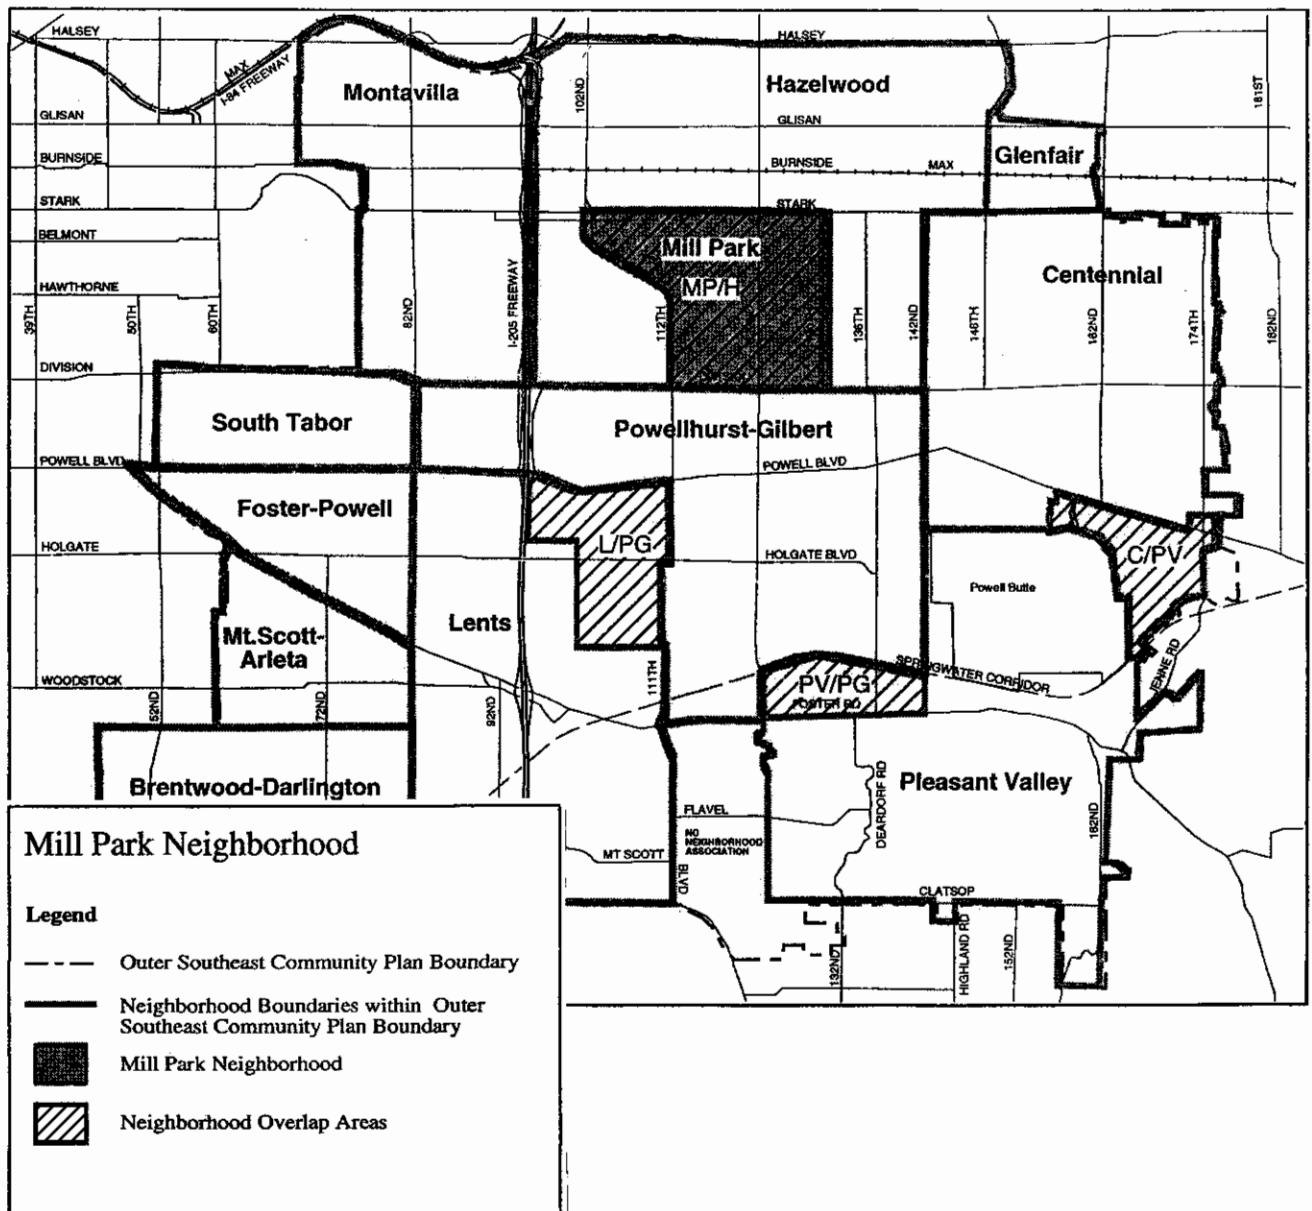 HALSEY
HALSEY
MAX
I-84 FREEWAY
Montavilla
102ND
Hazelwood
181ST
GLISAN
GLISAN
BURNSIDE
BURNSIDE
MAX
Glenfair
STARK
STARK
BELMONT
Mill Park
MP/H
Centennial
HAWTHORNE
39TH
50TH
60TH
82ND
I-205 FREEWAY
112TH
136TH
142ND
148TH
162ND
174TH
182ND
DIVISION
South Tabor
Powellhurst-Gilbert
POWELL BLVD
POWELL BLVD
Foster-Powell
HOLGATE
L/PG
HOLGATE BLVD
C/PV
Powell Butte
Lents
Mt.Scott-
Arleta
WOODSTOCK
52ND
72ND
92ND
111TH
PV/PG
FOSTER RD
SPRINGWATER CORRIDOR
JENNE RD
Brentwood-Darlington
Pleasant Valley
DEARDORF RD
162ND
FLAVEL
NO
NEIGHBORHOOD
ASSOCIATION
MT SCOTT
BLVD
CLATSOP
132ND
HIGHLAND RD
152ND
Mill Park Neighborhood
Legend
Outer Southeast Community Plan Boundary
Neighborhood Boundaries within Outer
Southeast Community Plan Boundary
Mill Park Neighborhood
Neighborhood Overlap Areas